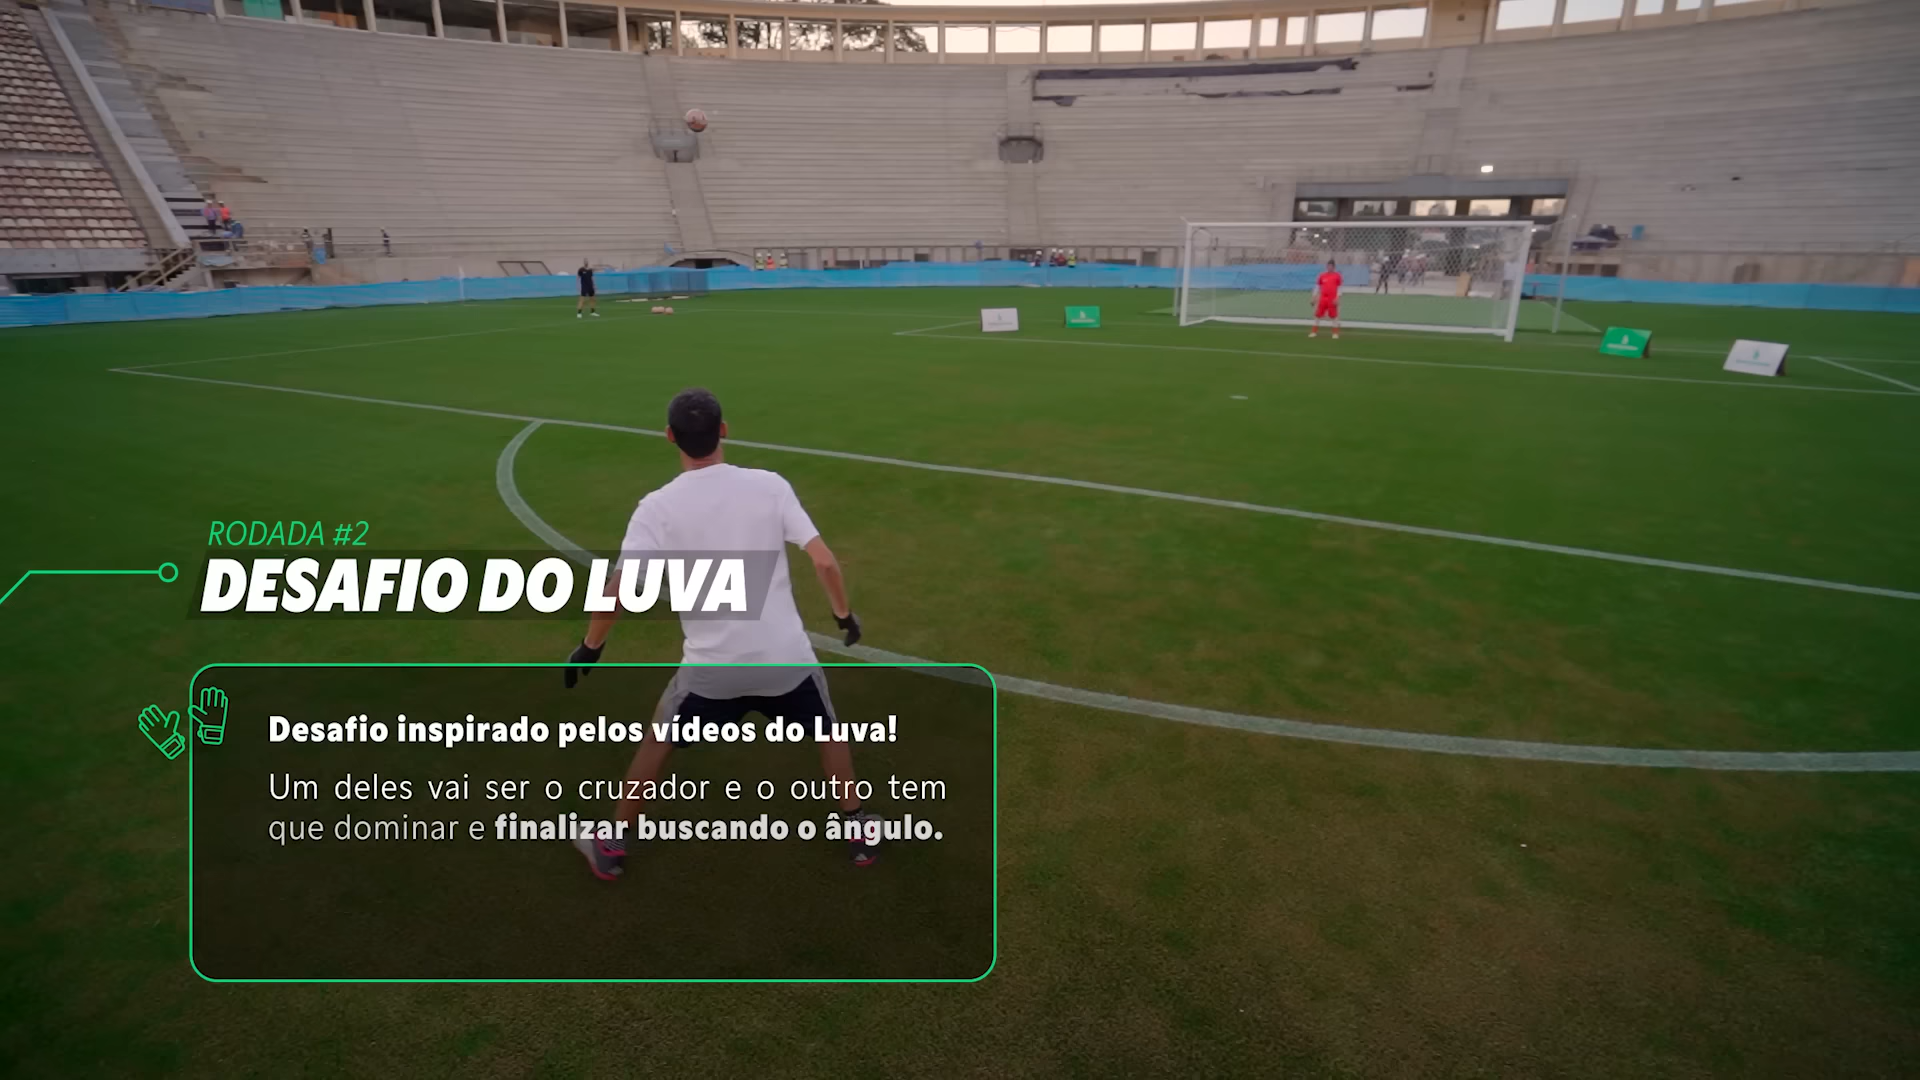 RODADA #2
DESAFIO DO LUVA
Desafio inspirado pelos vídeos do Luva!
Um deles vai ser o cruzador e o outro tem
que dominar e finalizar buscando o ângulo.